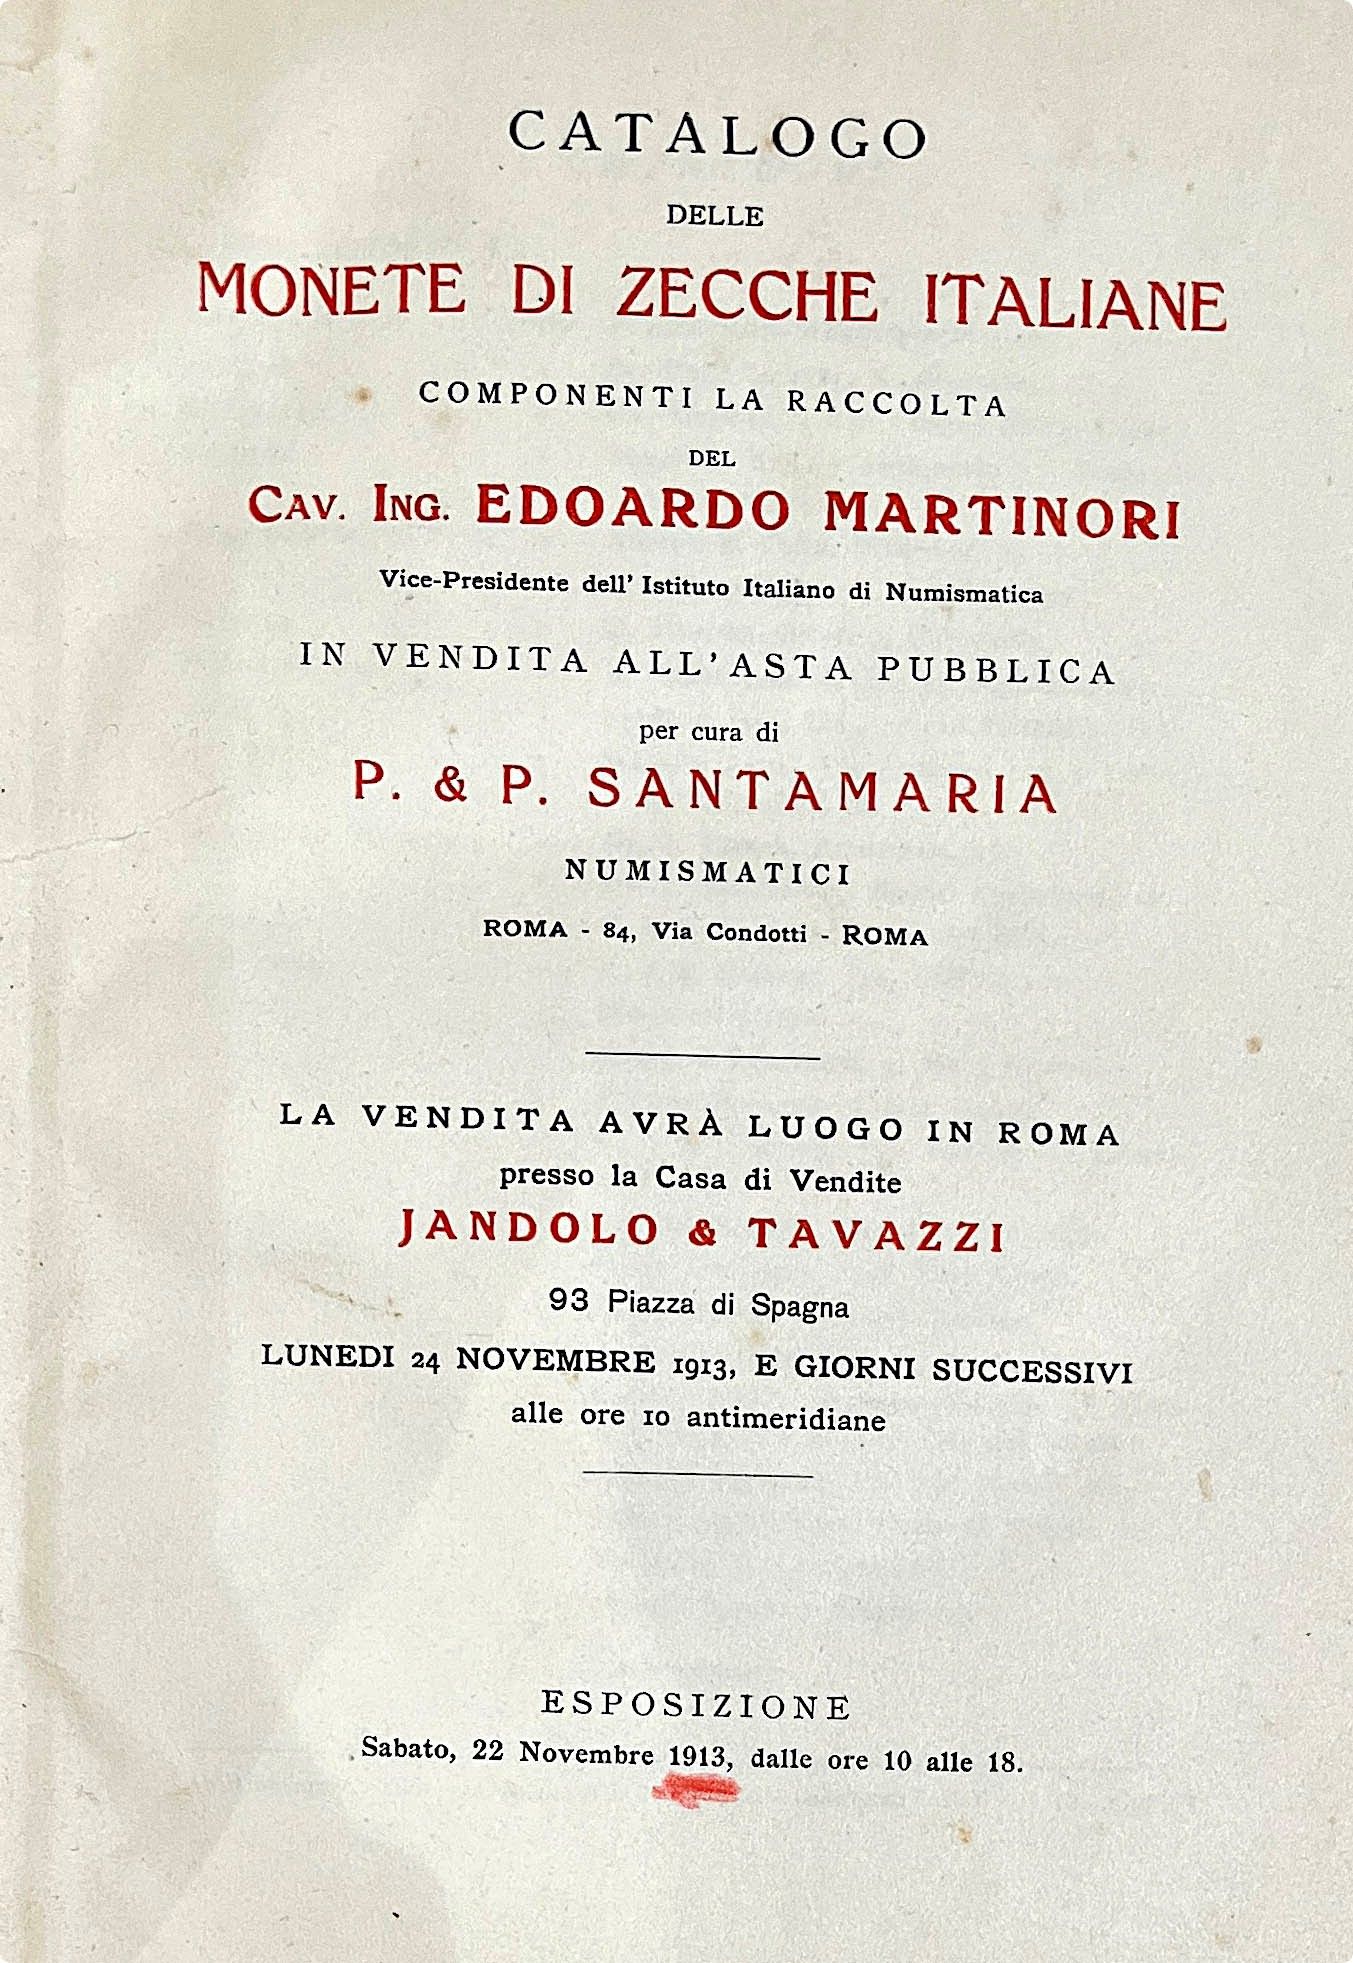 CATALOGO
DELLE
MONETE DI ZECCHE ITALIANE
COMPONENTI LA RACCOLTA
DEL
CAV. ING. EDOARDO MARTINORI
Vice-Presidente dell' Istituto Italiano di Numismatica
IN VENDITA ALL'ASTA PUBBLICA
per cura di
P. & P. SANTAMARIA
NUMISMATICI
ROMA - 84, Via Condotti - ROMA
LA VENDITA AVRÀ LUOGO IN ROMA
presso la Casa di Vendite
JANDOLO & TAVAZZI
93 Piazza di Spagna
LUNEDI 24 NOVEMBRE 1913, E GIORNI SUCCESSIVI
alle ore 10 antimeridiane
ESPOSIZIONE
Sabato, 22 Novembre 1913, dalle ore 10 alle 18.